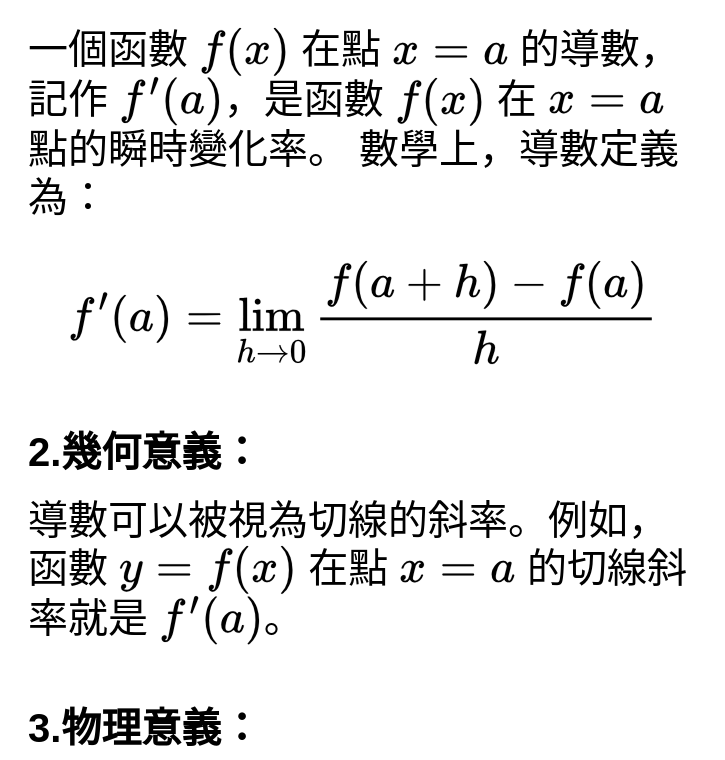 一個函數 f(x) 在點 x = a 的導數，
記作 f′(a)，是函數 f(x) 在 x = a
點的瞬時變化率。 數學上，導數定義
為：
f′(a) = lim_{h→0} \frac{f(a + h) − f(a)}{h}
2.幾何意義：
導數可以被視為切線的斜率。例如，
函數 y = f(x) 在點 x = a 的切線斜
率就是 f′(a)。
3.物理意義：